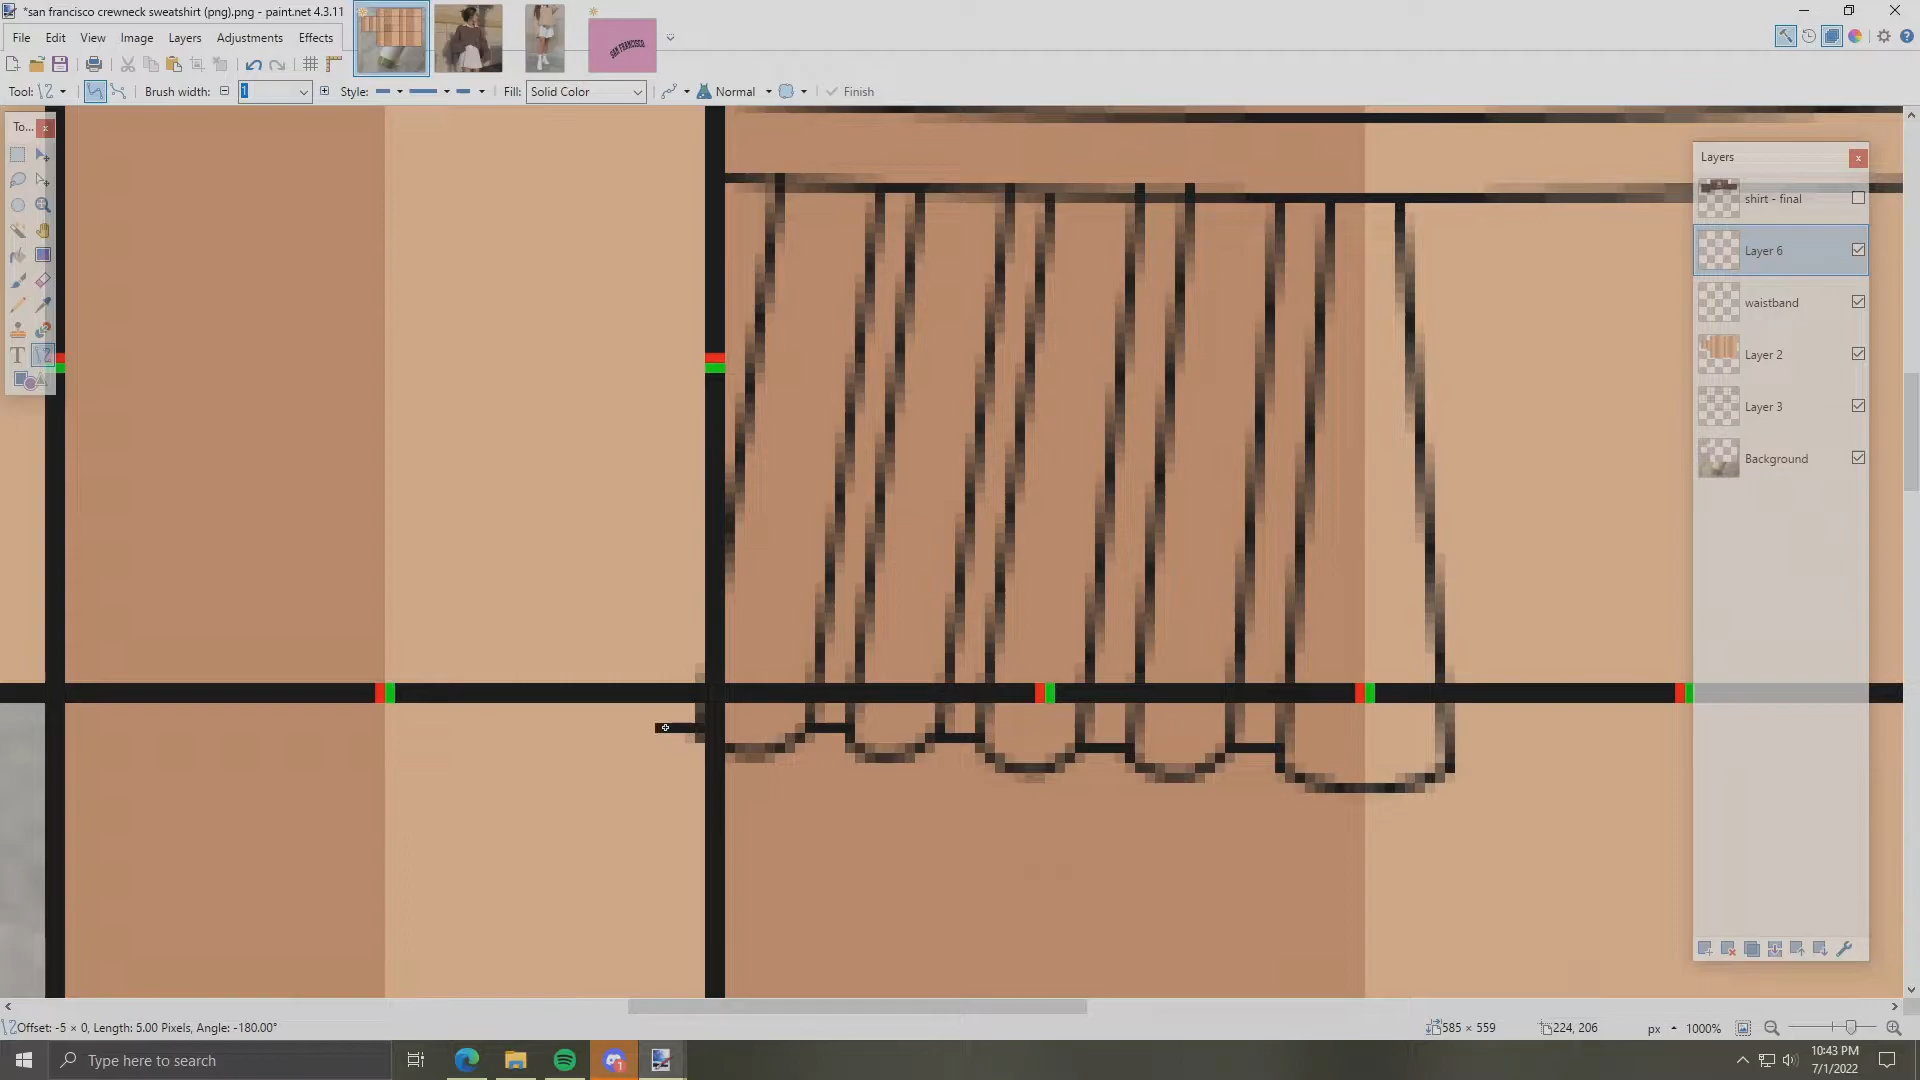 *san francisco crewneck sweatshirt (png).png - paint.net 4.3.11
File Edit View Image Layers Adjustments Effects
SAN FRANCISCO
Tool: Brush width: 1 Style: Fill: Solid Color Normal Finish
To...
Layers
shirt - final
Layer 6
waistband
Layer 2
Layer 3
Background
Offset: -5 × 0, Length: 5.00 Pixels, Angle: -180.00°
585 × 559
224, 206
px
1000%
Type here to search
1
10:43 PM
7/1/2022